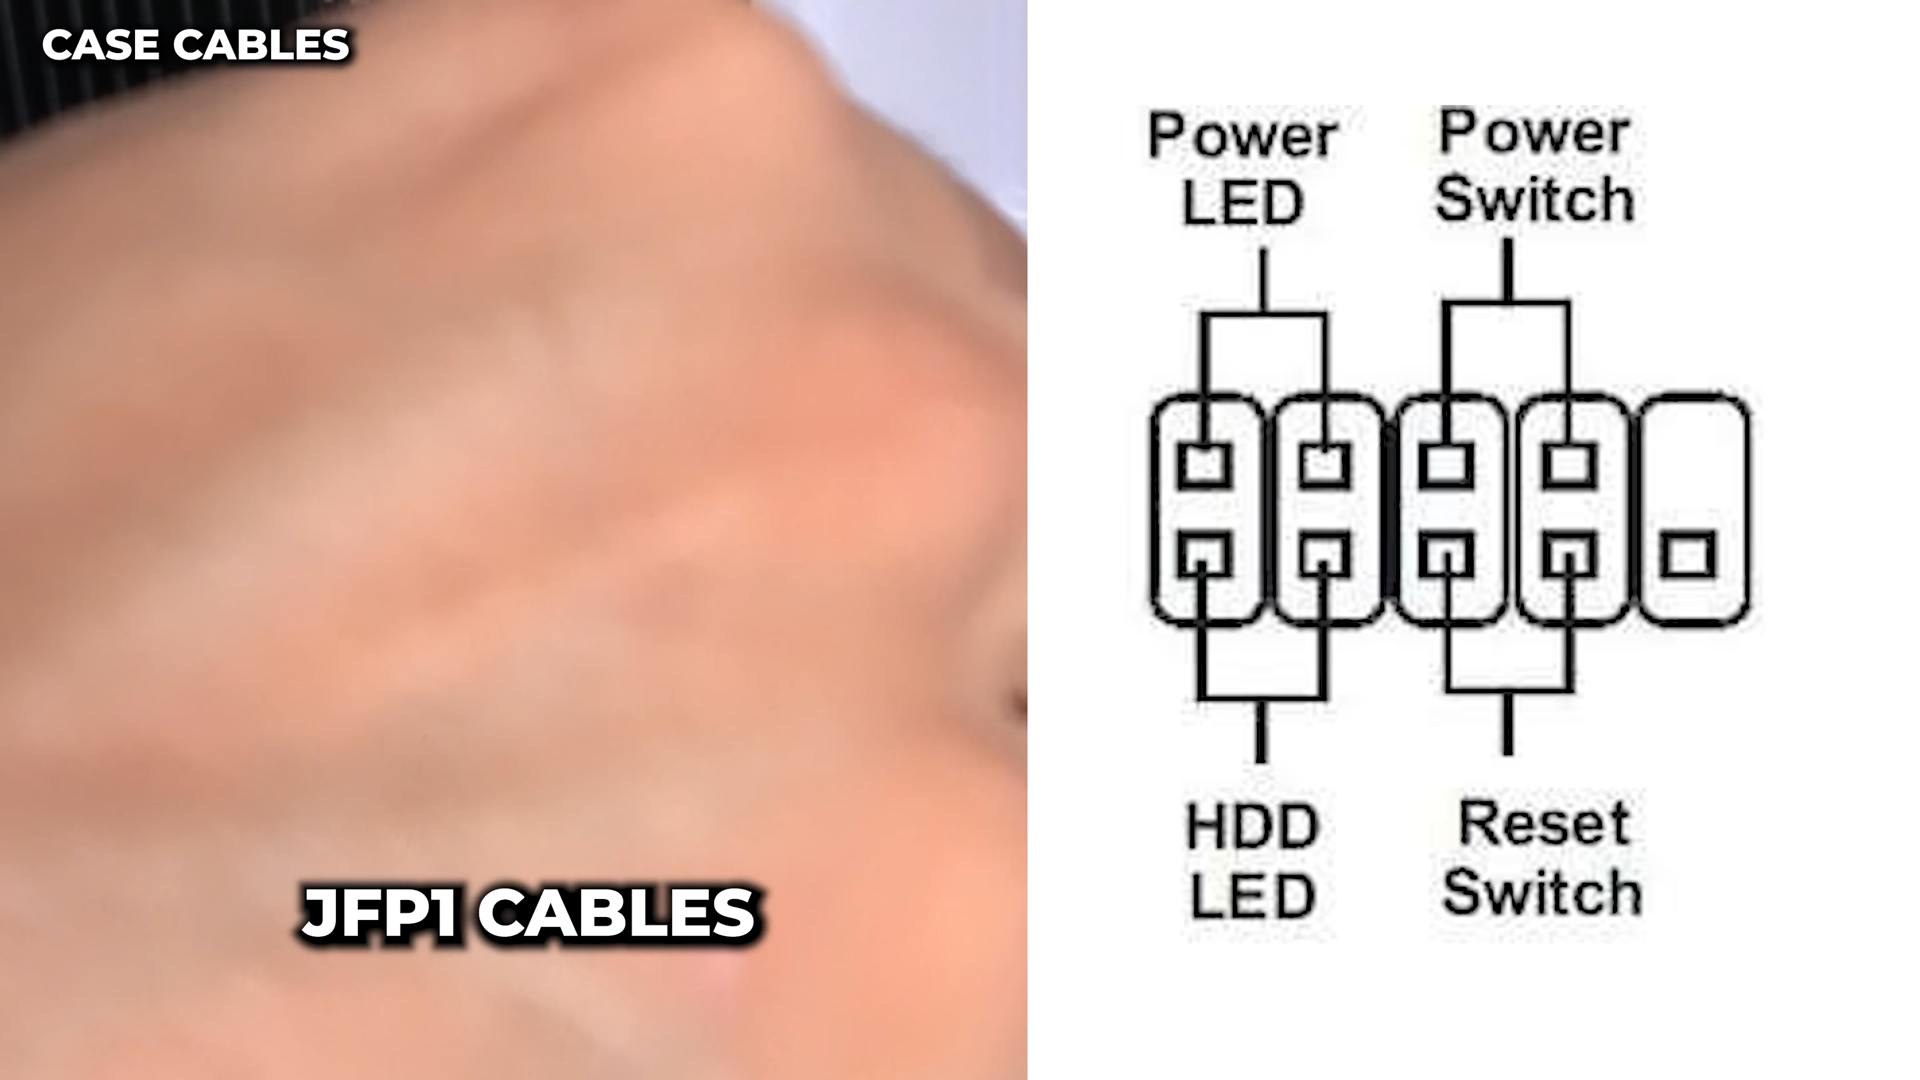 CASE CABLES
Power
LED
Power
Switch
HDD
LED
Reset
Switch
JFP1 CABLES